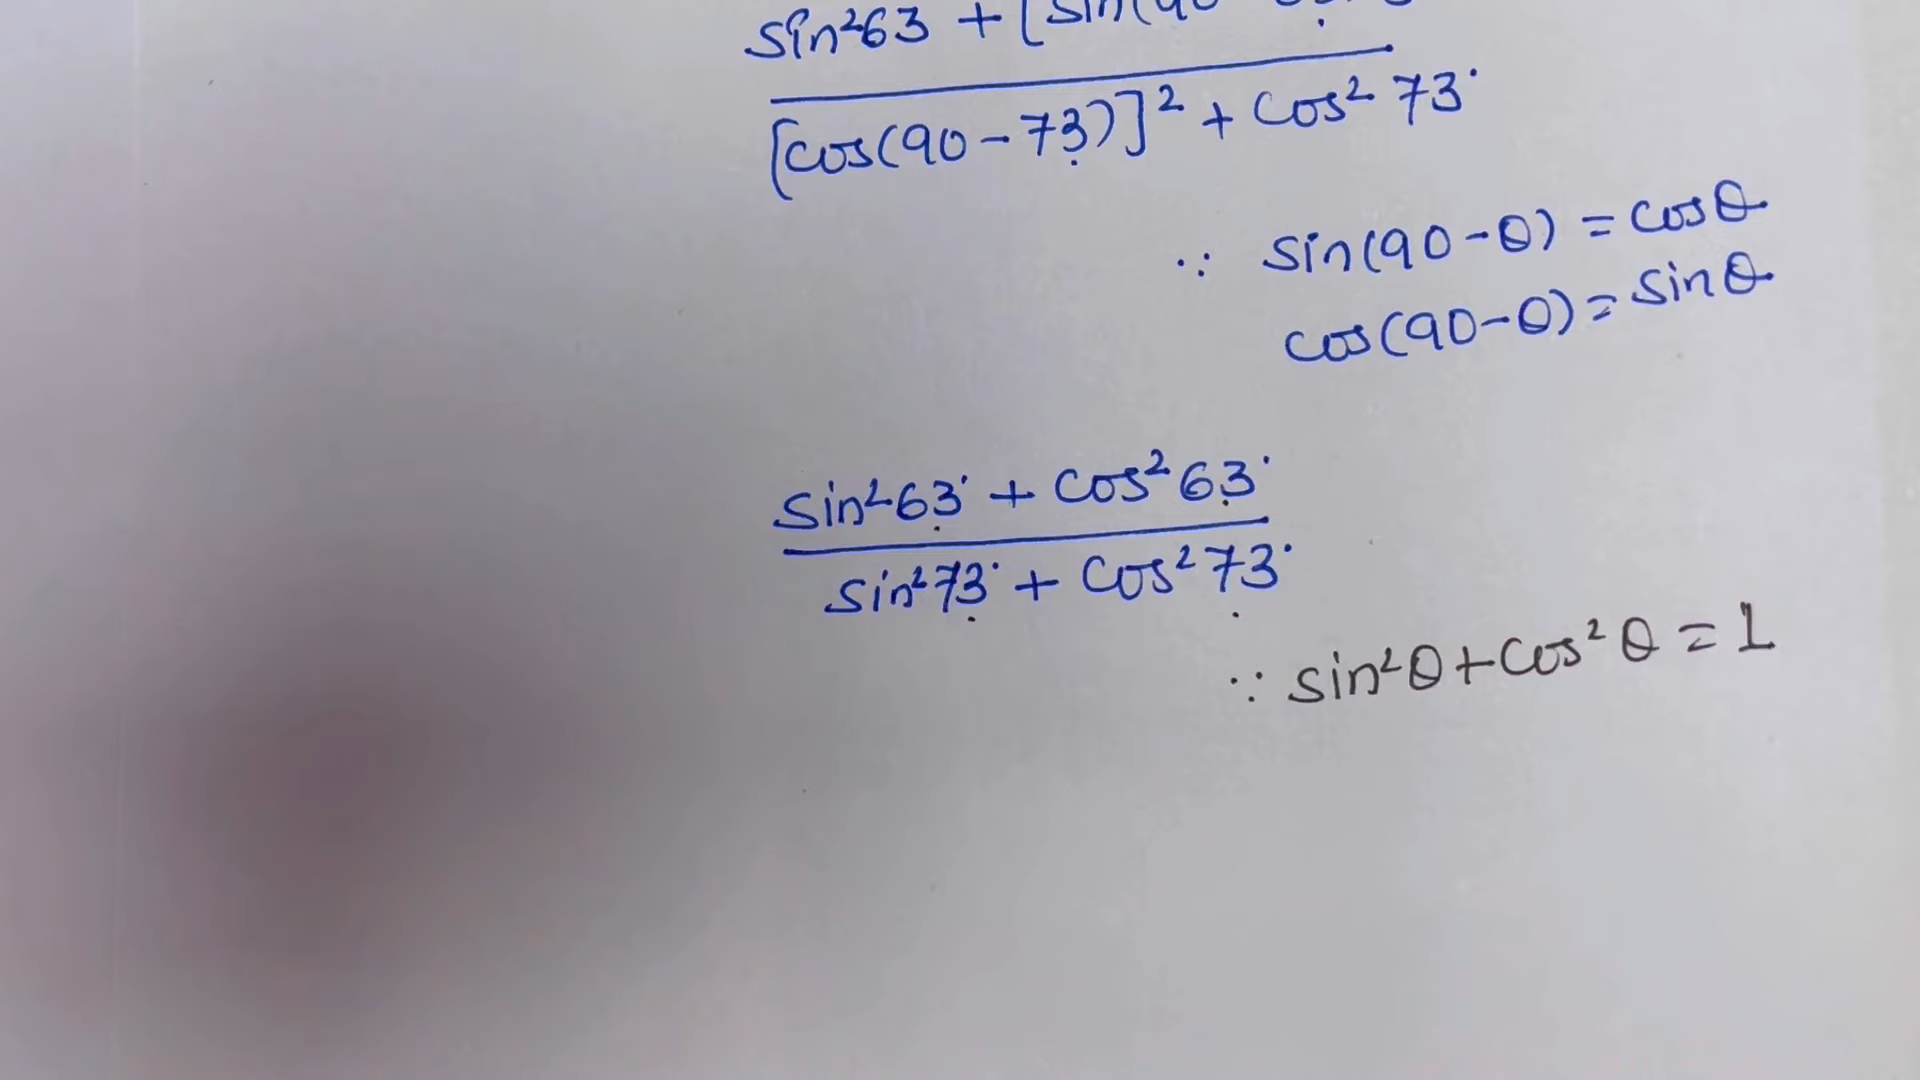 sin²63 + [sin(90
[cos(90-73)]² + cos² 73°
∵ sin(90-θ) = cosθ
cos(90-θ) = sinθ
sin²63° + cos²63°
sin²73° + cos²73°
∵ sin²θ + cos²θ = 1